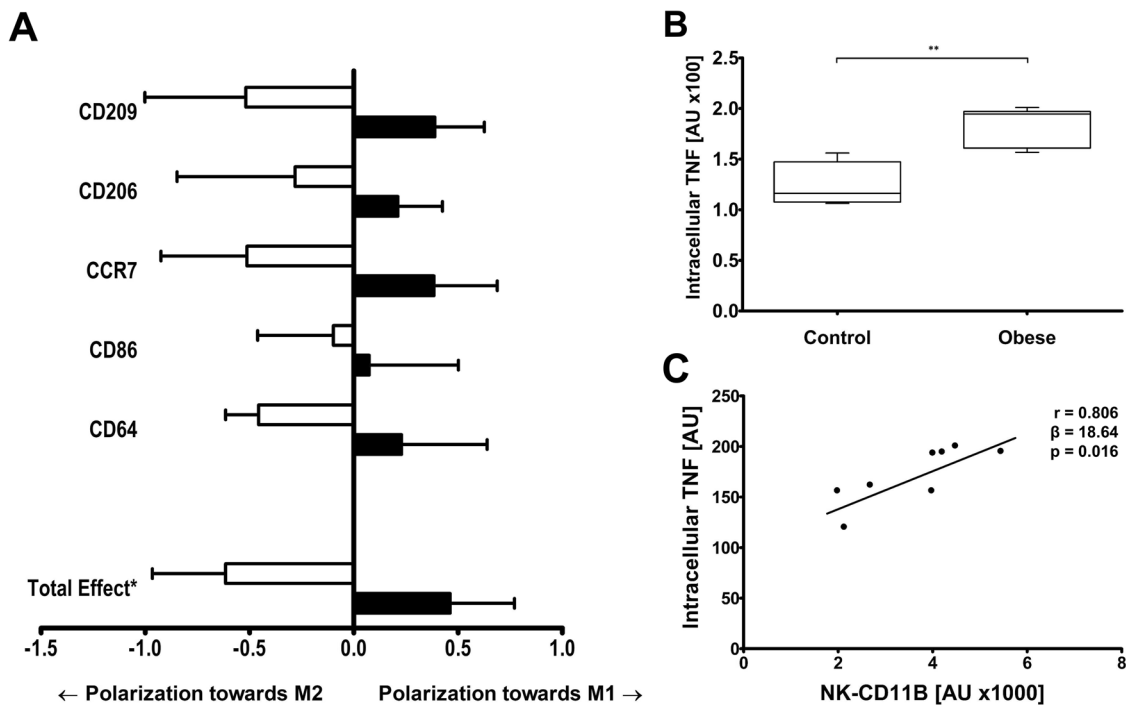 A
CD209
CD206
CCR7
CD86
CD64
Total Effect*
-1.5 -1.0 -0.5 0.0 0.5 1.0
← Polarization towards M2 Polarization towards M1 →
B
Intracellular TNF [AU x100]
2.5
2.0
1.5
1.0
0.5
0.0
**
Control Obese
C
Intracellular TNF [AU]
250
200
150
100
50
0
r = 0.806
β = 18.64
p = 0.016
0 2 4 6 8
NK-CD11B [AU x1000]